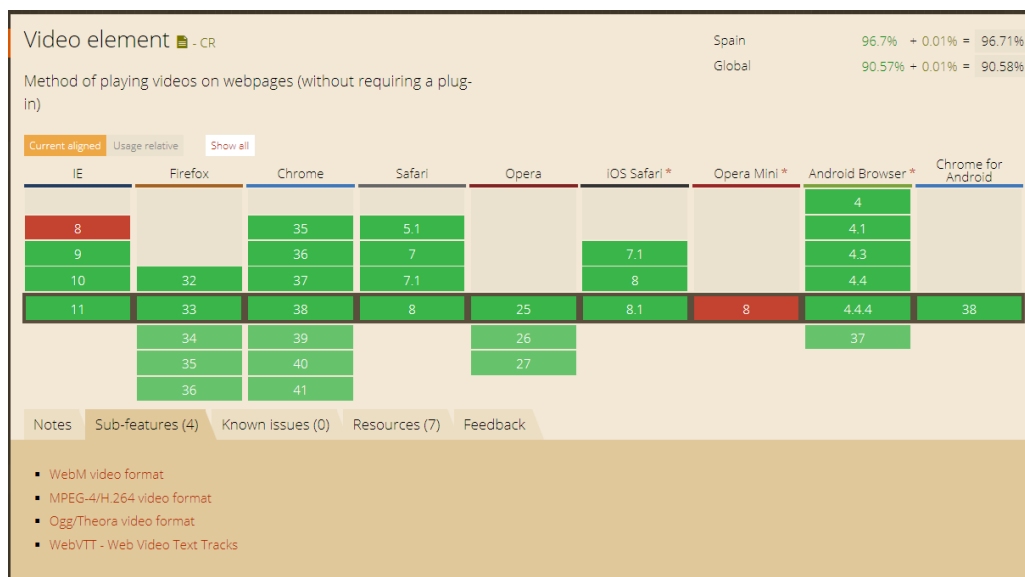 Video element - CR
Spain 96.7% + 0.01% = 96.71%
Global 90.57% + 0.01% = 90.58%
Method of playing videos on webpages (without requiring a plug-
in)
Current aligned Usage relative Show all
IE Firefox Chrome Safari Opera iOS Safari * Opera Mini * Android Browser * Chrome for Android
4
8 35 5.1 4.1
9 36 7 7.1 4.3
10 32 37 7.1 8 4.4
11 33 38 8 25 8.1 8 4.4.4 38
34 39 26 37
35 40 27
36 41
Notes Sub-features (4) Known issues (0) Resources (7) Feedback
WebM video format
MPEG-4/H.264 video format
Ogg/Theora video format
WebVTT - Web Video Text Tracks